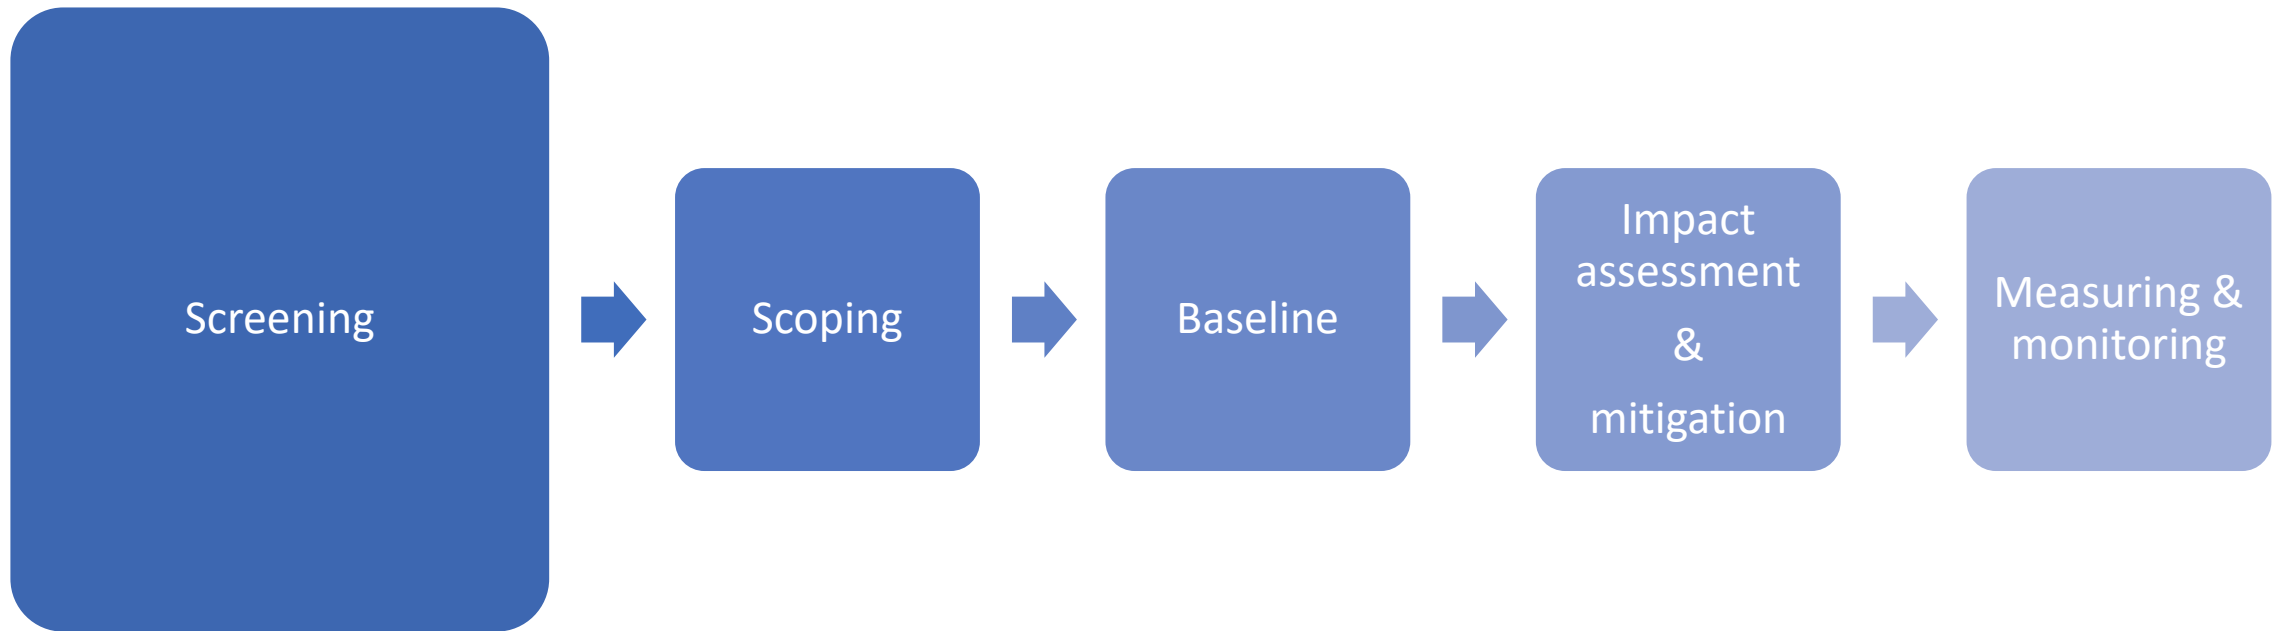 Screening
Scoping
Baseline
Impact
assessment
&
mitigation
Measuring &
monitoring